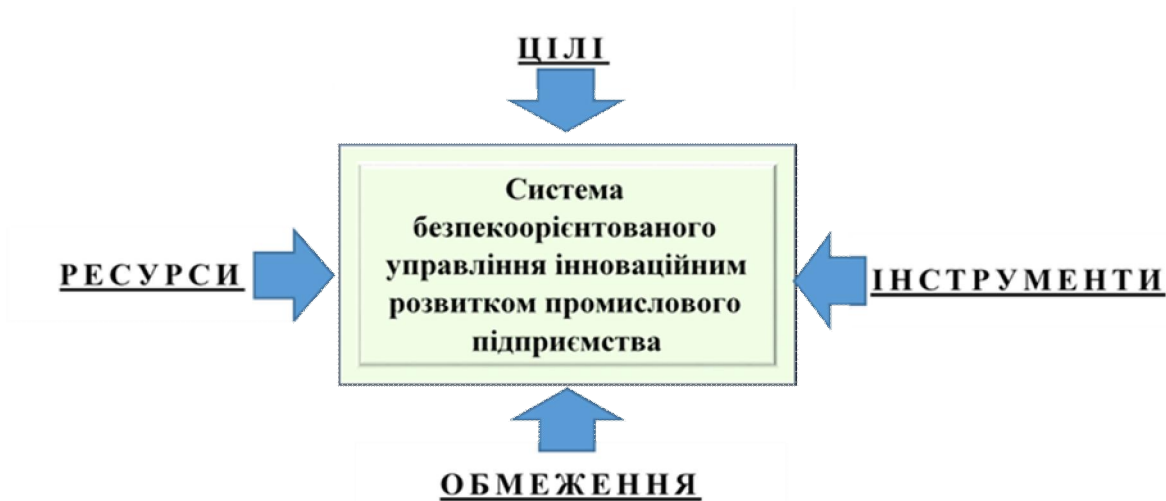 ЦІЛІ
Система
безпекоорієнтованого
управління інноваційним
розвитком промислового
підприємства
РЕСУРСИ
ІНСТРУМЕНТИ
ОБМЕЖЕННЯ